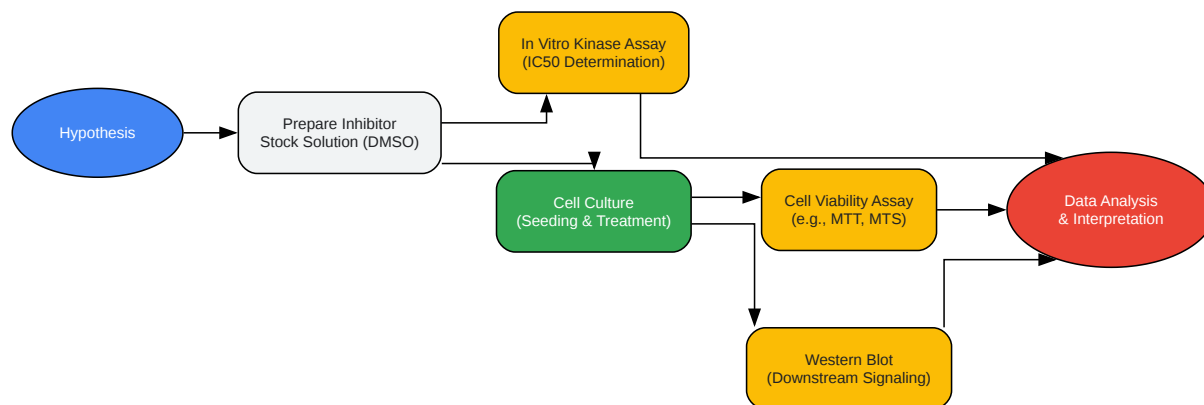 Hypothesis
Prepare Inhibitor
Stock Solution (DMSO)
In Vitro Kinase Assay
(IC50 Determination)
Cell Culture
(Seeding & Treatment)
Cell Viability Assay
(e.g., MTT, MTS)
Western Blot
(Downstream Signaling)
Data Analysis
& Interpretation